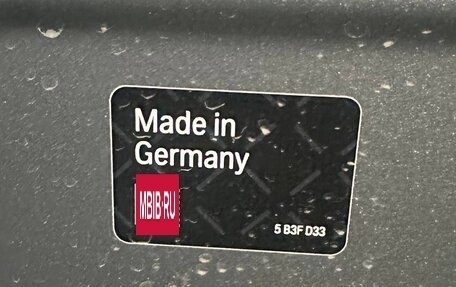 Made in
Germany
MBIB.RU
5 B3F D33